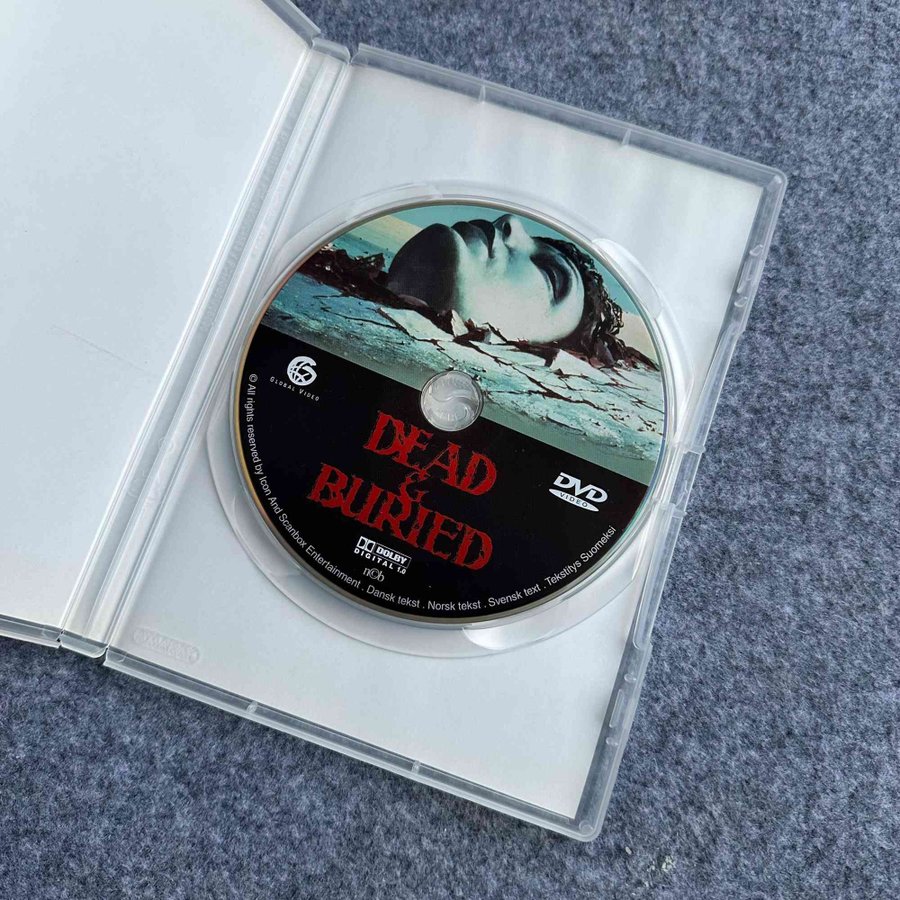 GLOBAL VIDEO
DEAD
&
BURIED
DVD
VIDEO
DOLBY
DIGITAL 1.0
n©b
© All rights reserved by Icon And Scanbox Entertainment . Dansk tekst . Norsk tekst . Svensk text . Tekstitys Suomeksi